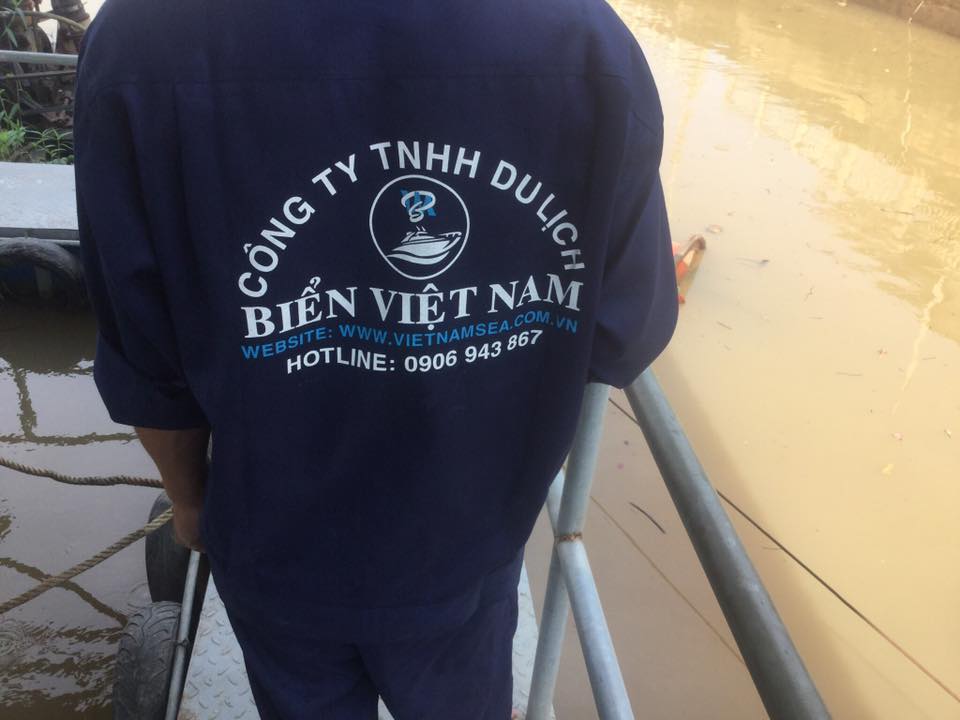 CÔNG TY TNHH DU LỊCH
BIỂN VIỆT NAM
WEBSITE: WWW.VIETNAMSEA.COM.VN
HOTLINE: 0906 943 867